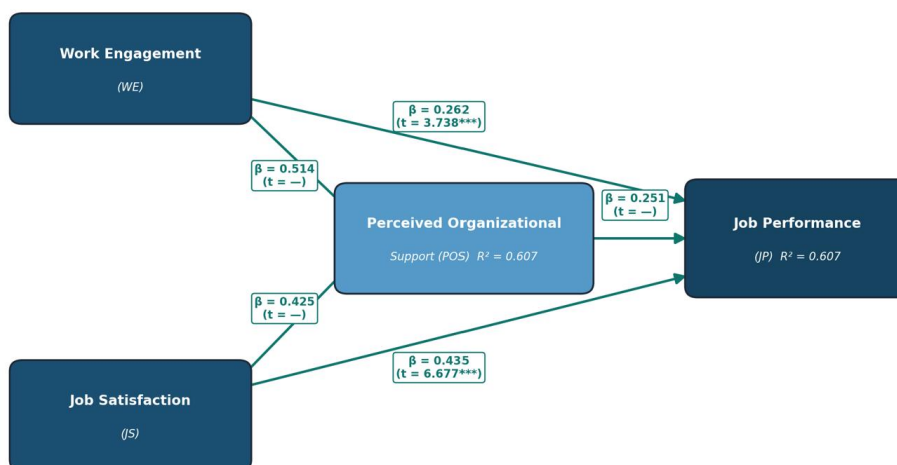 Work Engagement
(WE)
β = 0.262
(t = 3.738***)
β = 0.514
(t = —)
β = 0.251
(t = —)
Perceived Organizational
Support (POS) R² = 0.607
Job Performance
(JP) R² = 0.607
β = 0.425
(t = —)
β = 0.435
(t = 6.677***)
Job Satisfaction
(JS)